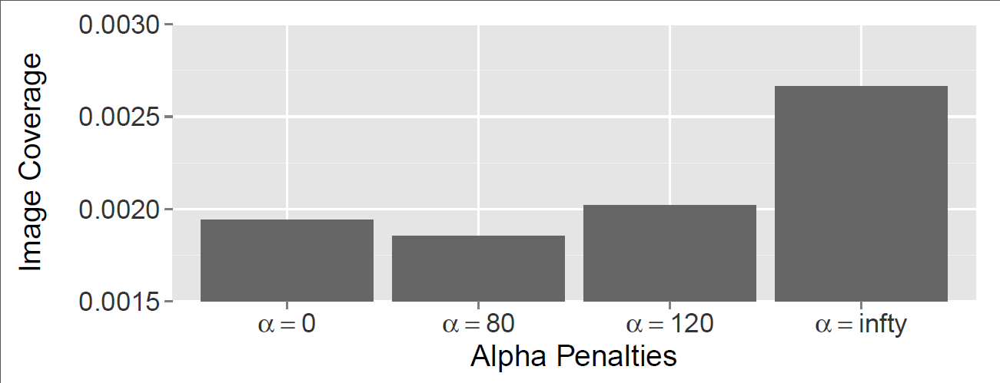 0.0030
0.0025
0.0020
0.0015
Image Coverage
α = 0
α = 80
α = 120
α = infty
Alpha Penalties